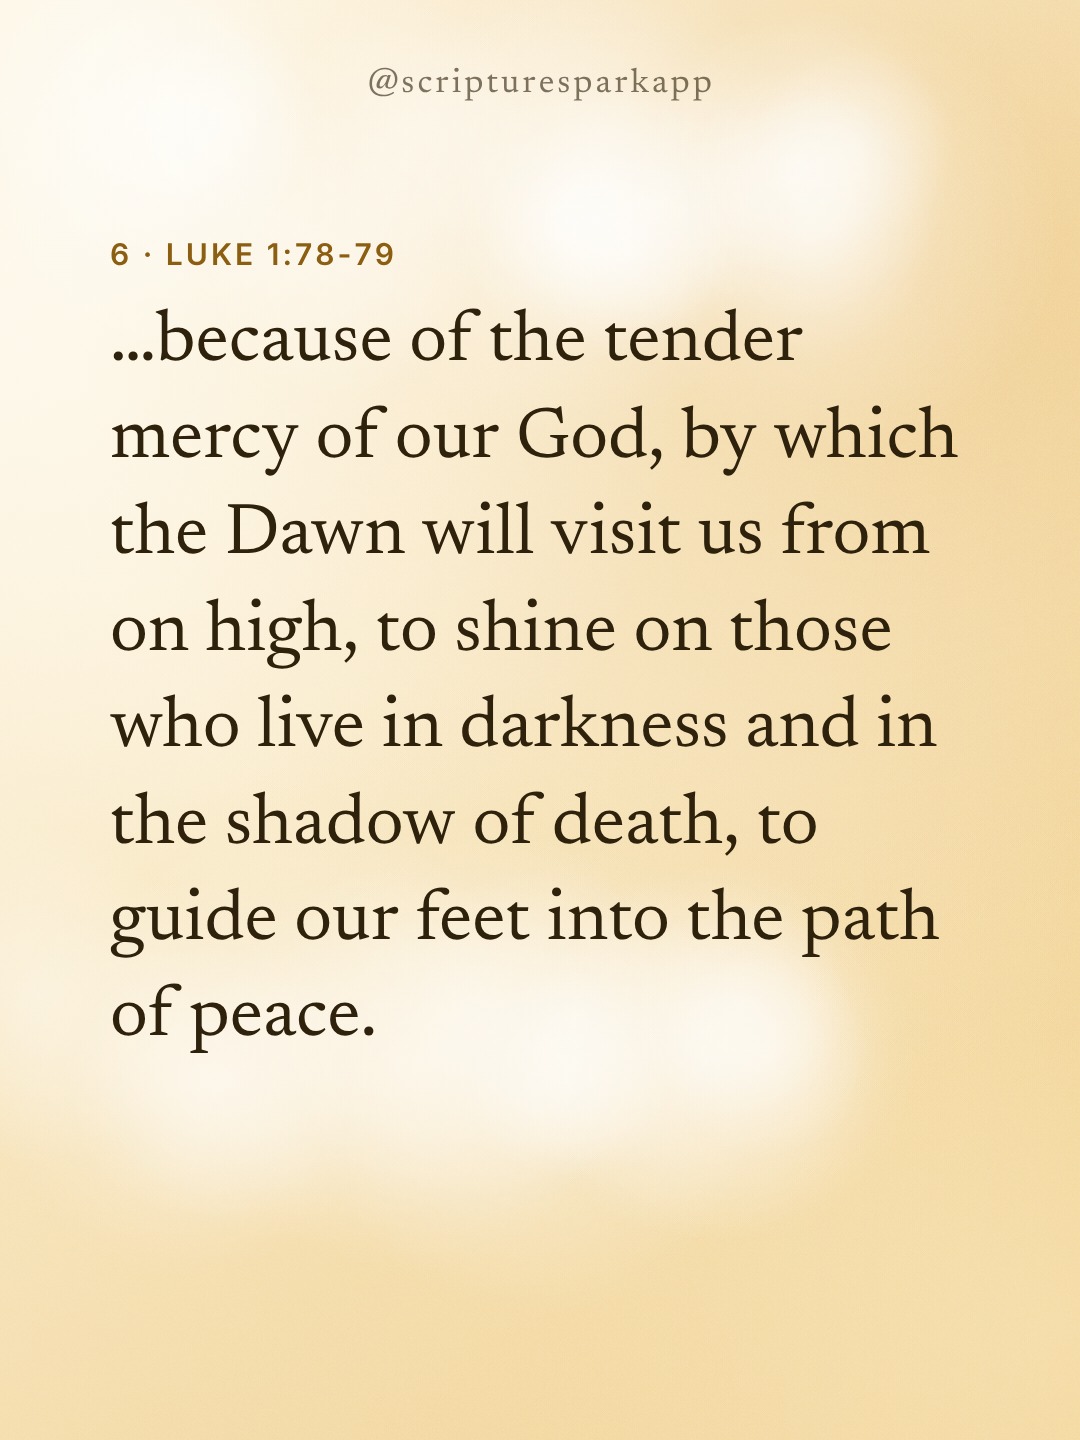 @scripturesparkapp
6 · LUKE 1:78-79
...because of the tender
mercy of our God, by which
the Dawn will visit us from
on high, to shine on those
who live in darkness and in
the shadow of death, to
guide our feet into the path
of peace.